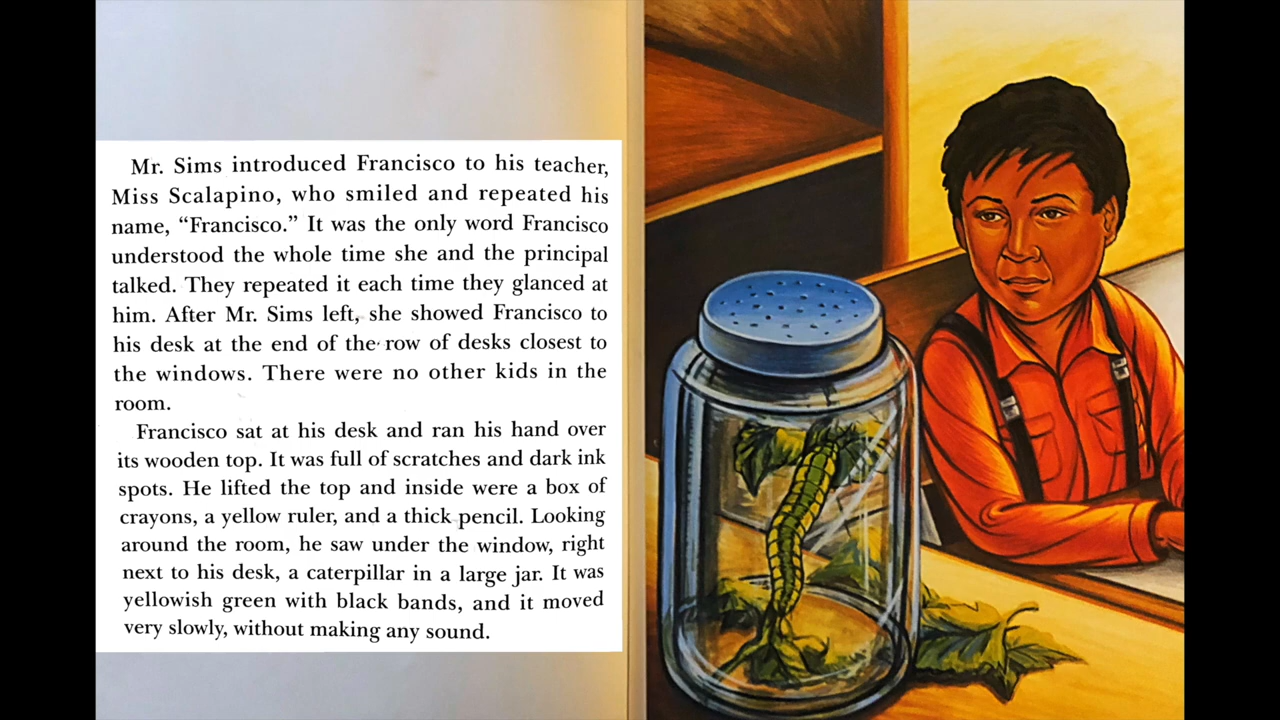 Mr. Sims introduced Francisco to his teacher,
Miss Scalapino, who smiled and repeated his
name, “Francisco.” It was the only word Francisco
understood the whole time she and the principal
talked. They repeated it each time they glanced at
him. After Mr. Sims left, she showed Francisco to
his desk at the end of the row of desks closest to
the windows. There were no other kids in the
room.
Francisco sat at his desk and ran his hand over
its wooden top. It was full of scratches and dark ink
spots. He lifted the top and inside were a box of
crayons, a yellow ruler, and a thick pencil. Looking
around the room, he saw under the window, right
next to his desk, a caterpillar in a large jar. It was
yellowish green with black bands, and it moved
very slowly, without making any sound.